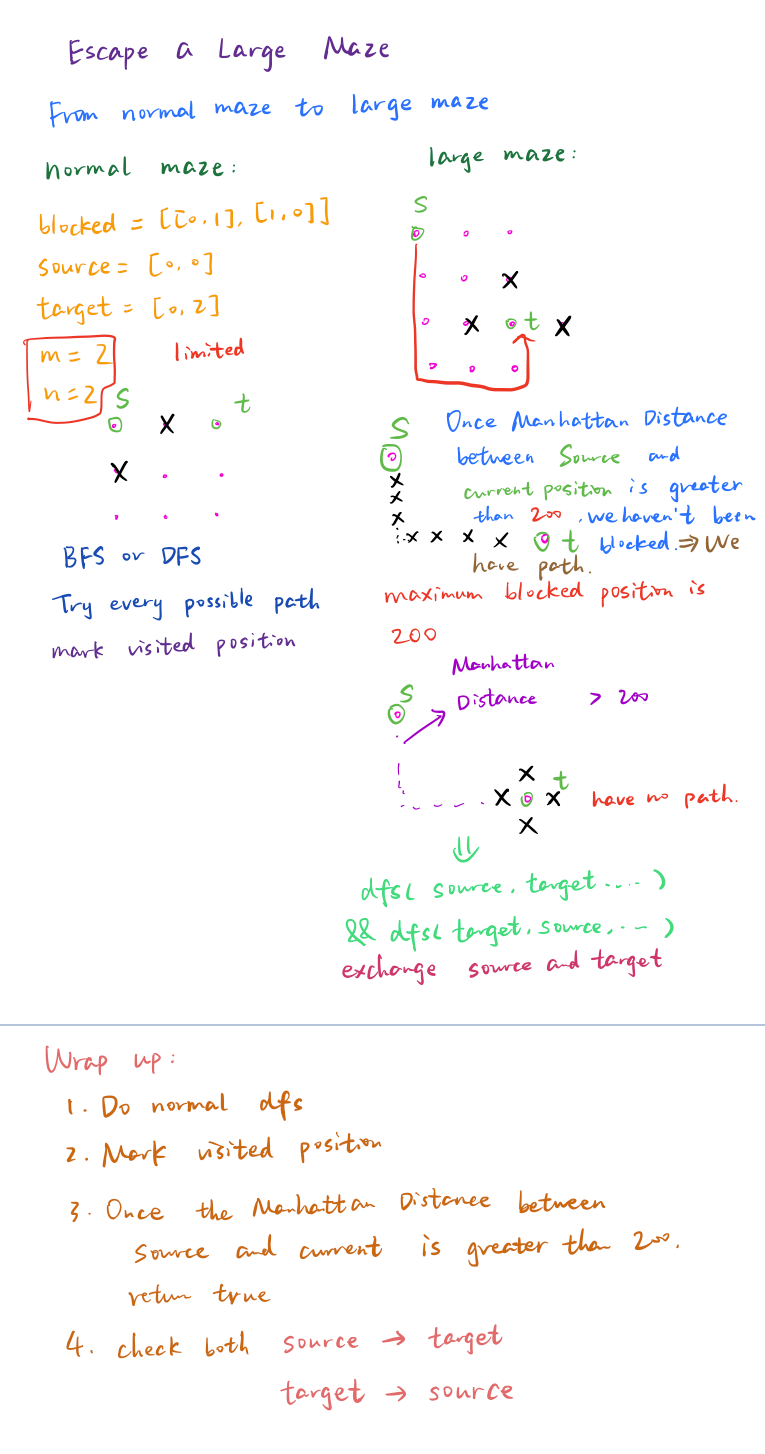 Escape a Large Maze
From normal maze to large maze
normal maze:
blocked = [[0,1], [1,0]]
source = [0,0]
target = [0,2]
m = 2
n = 2
limited
S
t
X
X
BFS or DFS
Try every possible path
mark visited position
large maze:
S
X
X t X
S
Once Manhattan Distance
between Source and
current position is greater
than 200, we haven't been
blocked. ⇒ We
have path.
X
X
X
X X X X t
maximum blocked position is
200
S
Manhattan
Distance > 200
X t
X X
X
have no path.
dfs( source, target.... )
&& dfs( target, source, .-- )
exchange source and target
Wrap up:
1. Do normal dfs
2. Mark visited position
3. Once the Manhattan Distance between
source and current is greater than 200.
return true
4. check both source → target
target → source